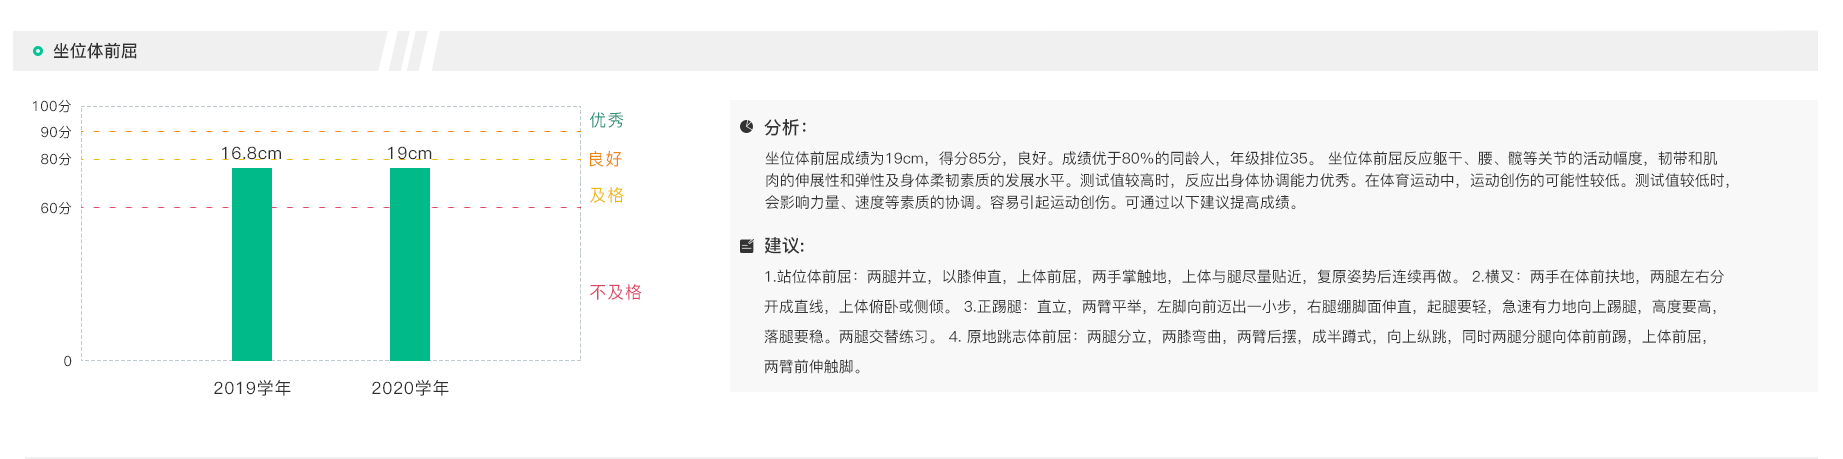 坐位体前屈
100分
90分
80分
60分
0
16.8cm
19cm
2019学年
2020学年
优秀
良好
及格
不及格
分析：
坐位体前屈成绩为19cm，得分85分，良好。成绩优于80%的同龄人，年级排位35。 坐位体前屈反应躯干、腰、髋等关节的活动幅度，韧带和肌
肉的伸展性和弹性及身体柔韧素质的发展水平。测试值较高时，反应出身体协调能力优秀。在体育运动中，运动创伤的可能性较低。测试值较低时，
会影响力量、速度等素质的协调。容易引起运动创伤。可通过以下建议提高成绩。
建议:
1.站位体前屈：两腿并立，以膝伸直，上体前屈，两手掌触地，上体与腿尽量贴近，复原姿势后连续再做。 2.横叉：两手在体前扶地，两腿左右分
开成直线，上体俯卧或侧倾。 3.正踢腿：直立，两臂平举，左脚向前迈出一小步，右腿绷脚面伸直，起腿要轻，急速有力地向上踢腿，高度要高，
落腿要稳。两腿交替练习。 4. 原地跳志体前屈：两腿分立，两膝弯曲，两臂后摆，成半蹲式，向上纵跳，同时两腿分腿向体前前踢，上体前屈，
两臂前伸触脚。